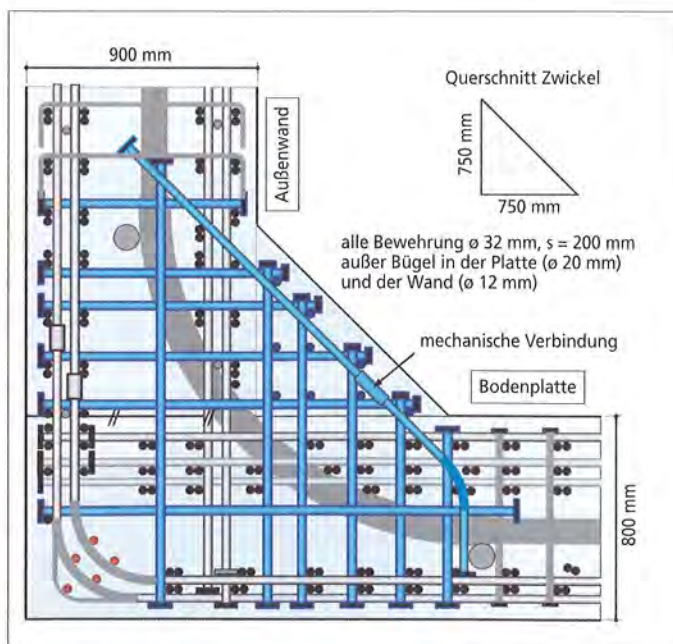 900 mm
Außenwand
Querschnitt Zwickel
750 mm
750 mm
alle Bewehrung ø 32 mm, s = 200 mm
außer Bügel in der Platte (ø 20 mm)
und der Wand (ø 12 mm)
mechanische Verbindung
Bodenplatte
800 mm